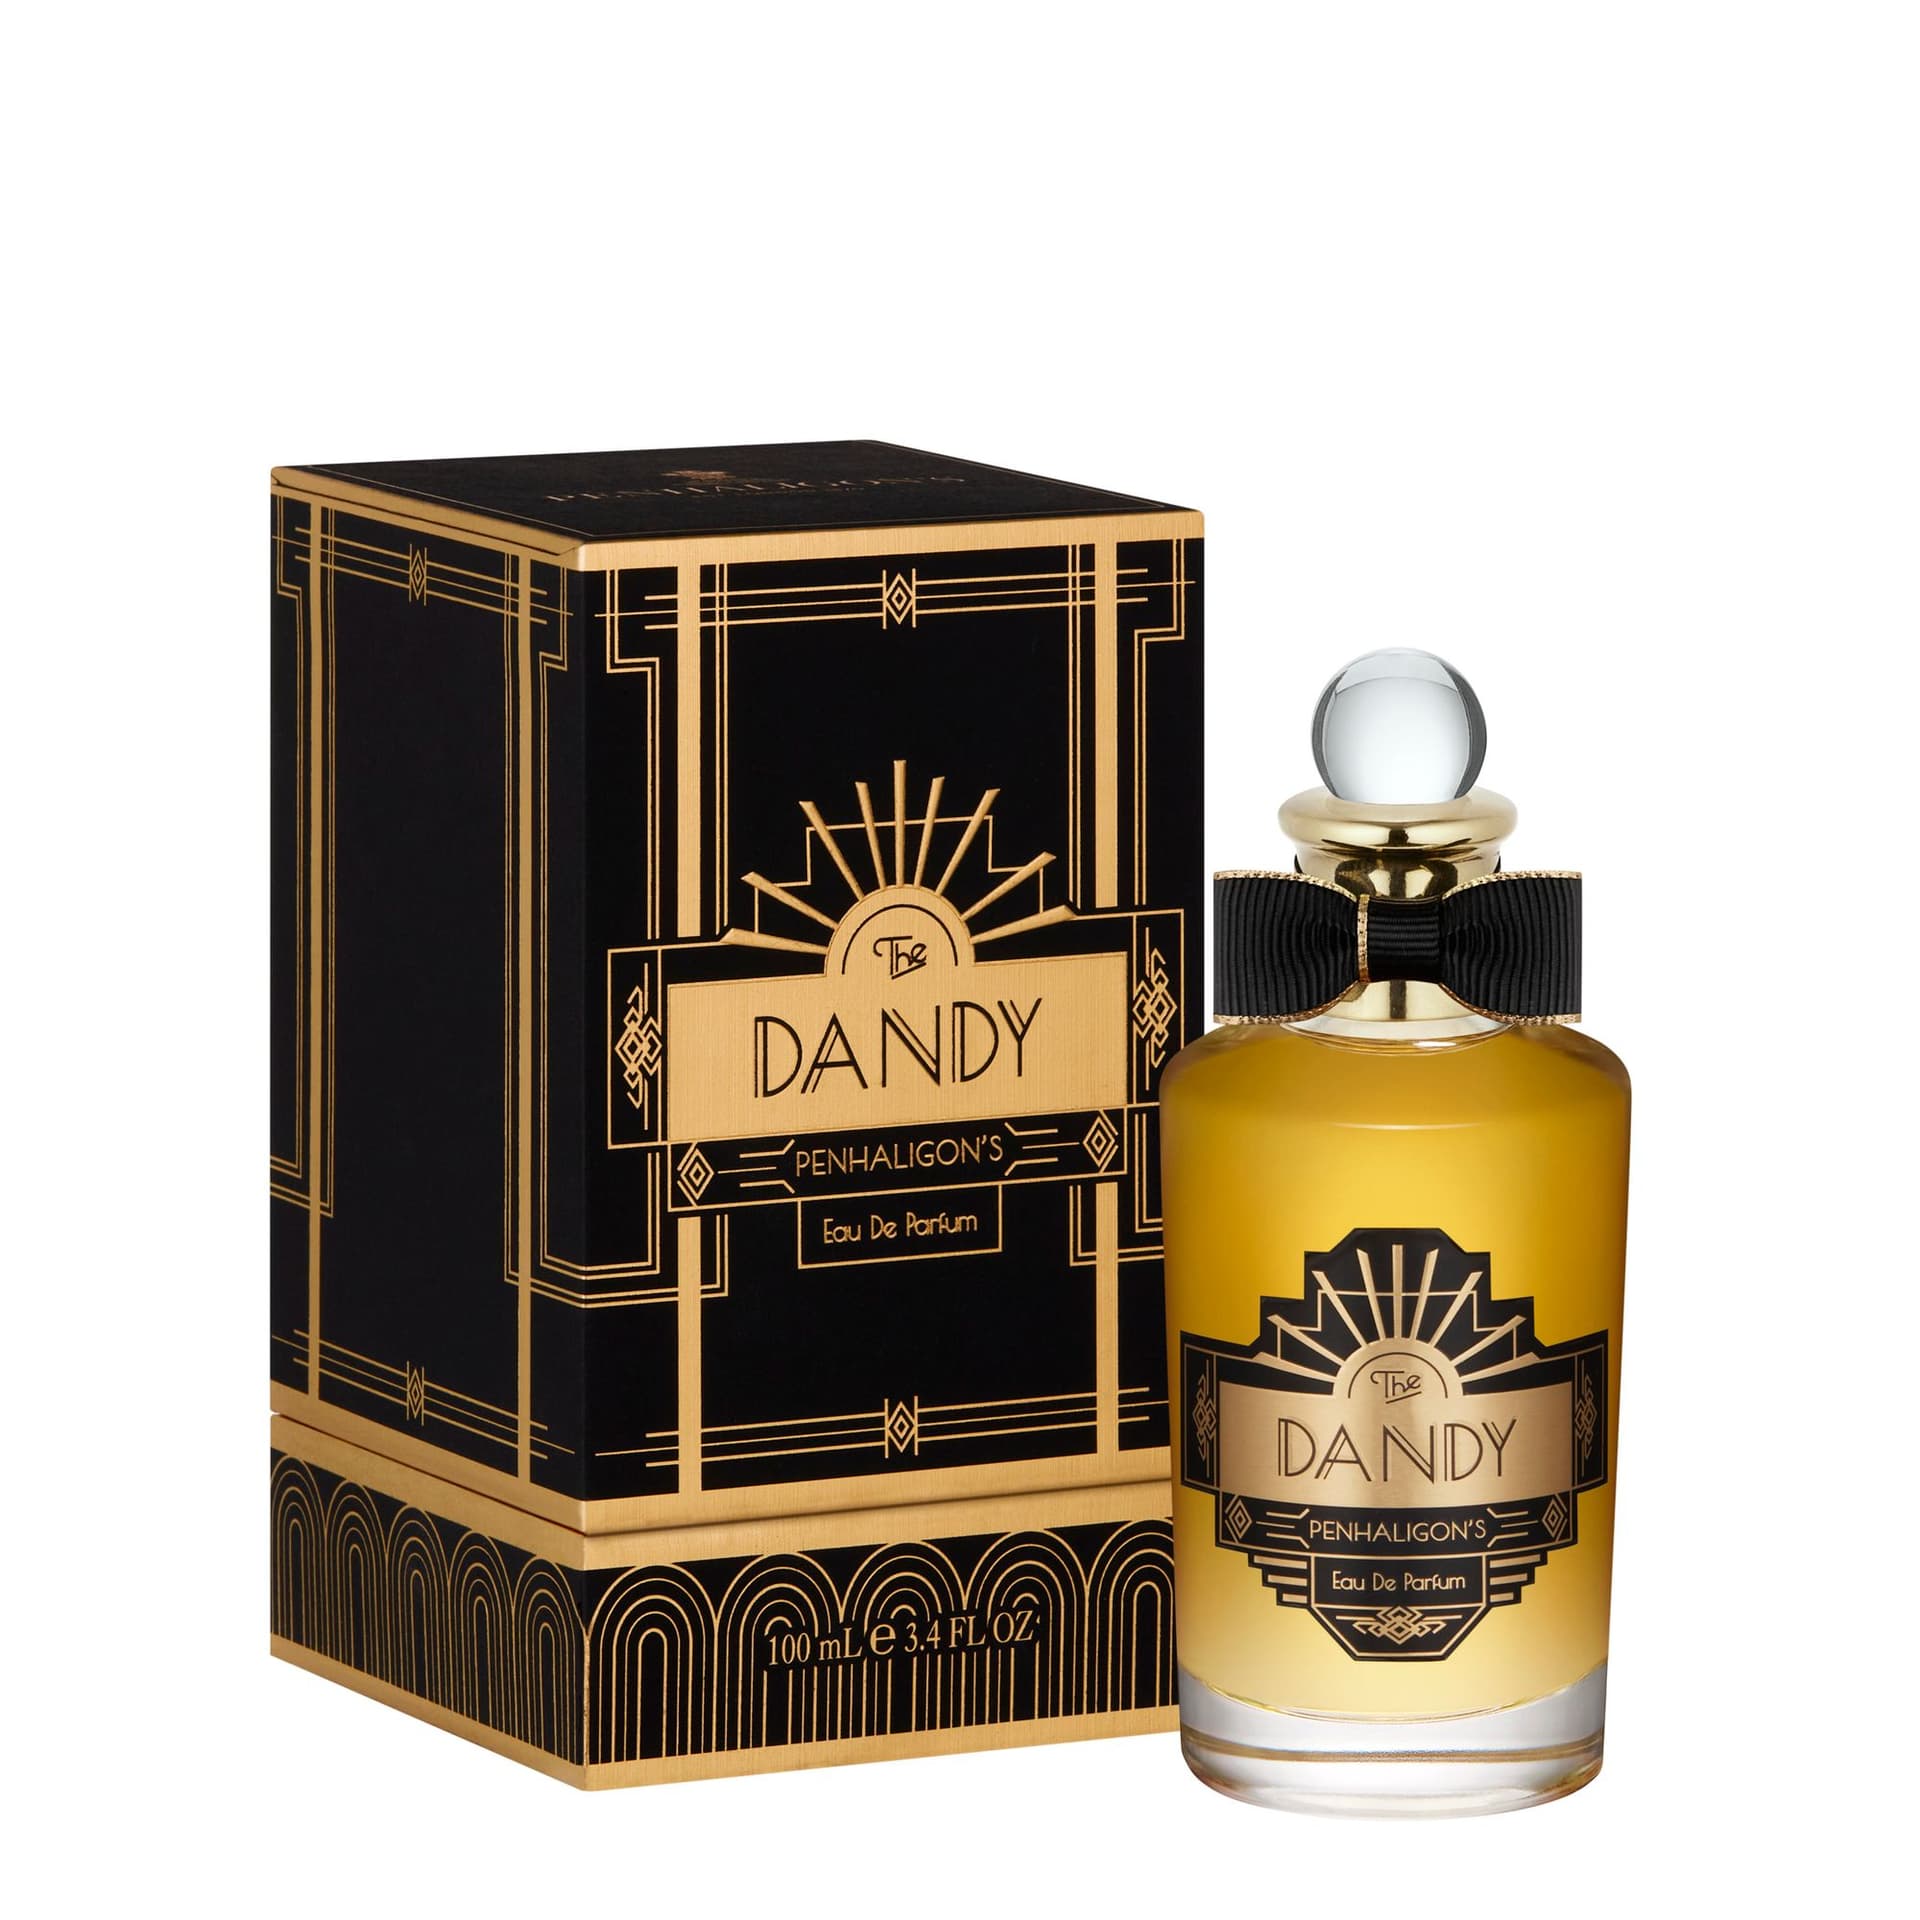 PENHALIGON'S
The
DANDY
PENHALIGON'S
Eau De Parfum
100 mL e 3.4 FL OZ
The
DANDY
PENHALIGON'S
Eau De Parfum